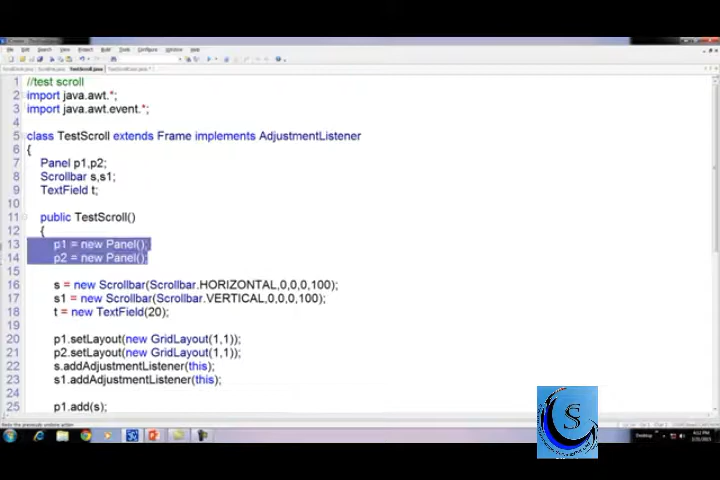 //test scroll
import java.awt.*;
import java.awt.event.*;
class TestScroll extends Frame implements AdjustmentListener
{
Panel p1,p2;
Scrollbar s,s1;
TextField t;
public TestScroll()
{
p1 = new Panel();
p2 = new Panel();
s = new Scrollbar(Scrollbar.HORIZONTAL,0,0,0,100);
s1 = new Scrollbar(Scrollbar.VERTICAL,0,0,0,100);
t = new TextField(20);
p1.setLayout(new GridLayout(1,1));
p2.setLayout(new GridLayout(1,1));
s.addAdjustmentListener(this);
s1.addAdjustmentListener(this);
p1.add(s);
S